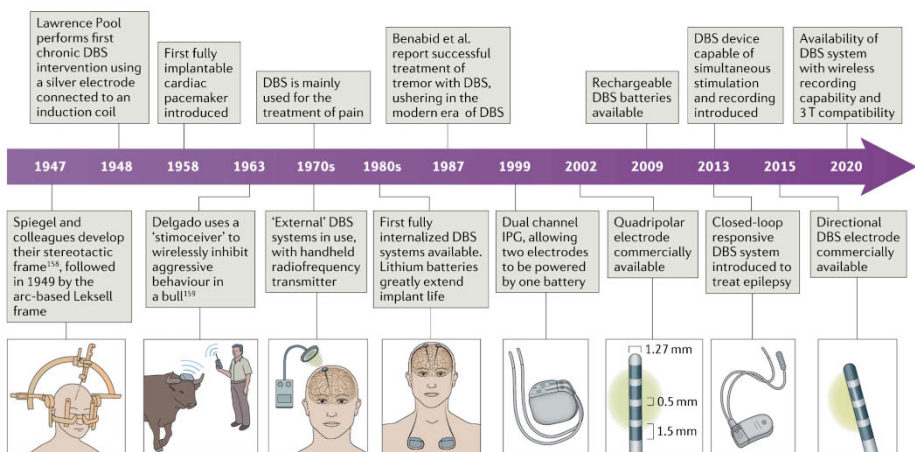 Lawrence Pool
performs first
chronic DBS
intervention using
a silver electrode
connected to an
induction coil
First fully
implantable
cardiac
pacemaker
introduced
DBS is mainly
used for the
treatment of pain
Benabid et al.
report successful
treatment of
tremor with DBS,
ushering in the
modern era of DBS
Rechargeable
DBS batteries
available
DBS device
capable of
simultaneous
stimulation
and recording
introduced
Availability of
DBS system
with wireless
recording
capability and
3 T compatibility
1947 1948 1958 1963 1970s 1980s 1987 1999 2002 2009 2013 2015 2020
Spiegel and
colleagues develop
their stereotactic
frame¹⁵⁸, followed
in 1949 by the
arc-based Leksell
frame
Delgado uses a
‘stimoceiver’ to
wirelessly inhibit
aggressive
behaviour in
a bull¹⁵⁹
‘External’ DBS
systems in use,
with handheld
radiofrequency
transmitter
First fully
internalized DBS
systems available.
Lithium batteries
greatly extend
implant life
Dual channel
IPG, allowing
two electrodes
to be powered
by one battery
Quadripolar
electrode
commercially
available
Closed-loop
responsive
DBS system
introduced to
treat epilepsy
Directional
DBS electrode
commercially
available
1.27 mm
0.5 mm
1.5 mm